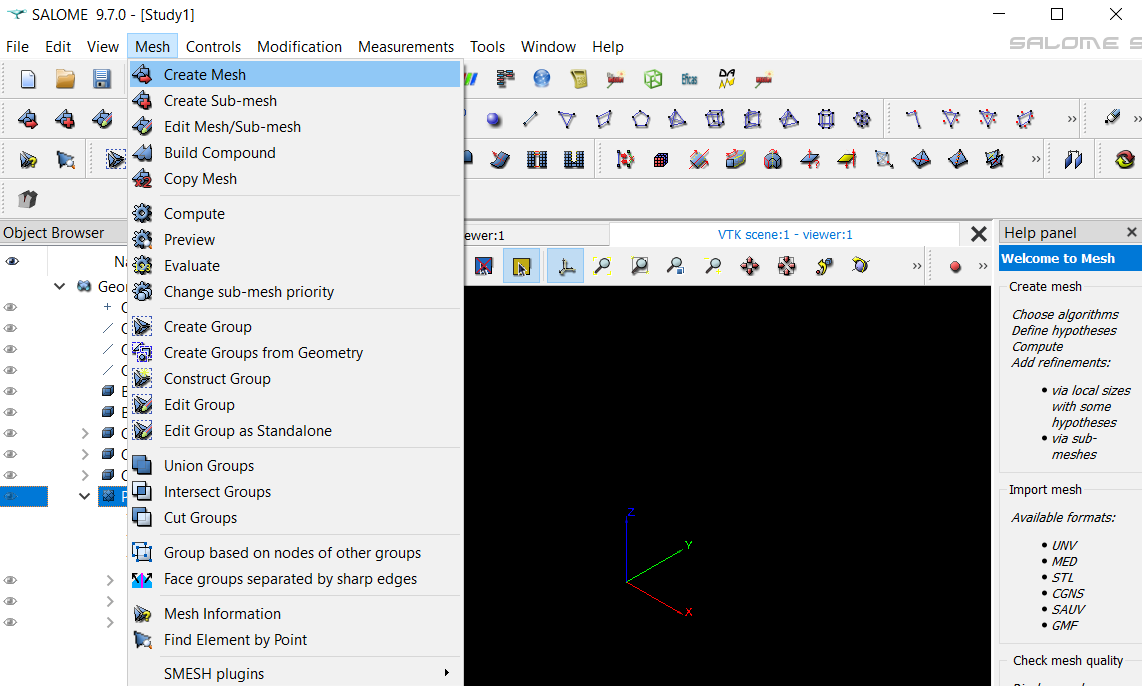 SALOME 9.7.0 - [Study1]
File Edit View Mesh Controls Modification Measurements Tools Window Help
SALOME S
Create Mesh
Create Sub-mesh
Edit Mesh/Sub-mesh
Build Compound
Copy Mesh
Compute
Preview
Evaluate
Change sub-mesh priority
Create Group
Create Groups from Geometry
Construct Group
Edit Group
Edit Group as Standalone
Union Groups
Intersect Groups
Cut Groups
Group based on nodes of other groups
Face groups separated by sharp edges
Mesh Information
Find Element by Point
SMESH plugins
Eficas
Object Browser
Na
Geor
ewer:1
VTK scene:1 - viewer:1
Z
Y
X
Help panel
Welcome to Mesh
Create mesh
Choose algorithms
Define hypotheses
Compute
Add refinements:
• via local sizes
with some
hypotheses
• via sub-
meshes
Import mesh
Available formats:
• UNV
• MED
• STL
• CGNS
• SAUV
• GMF
Check mesh quality